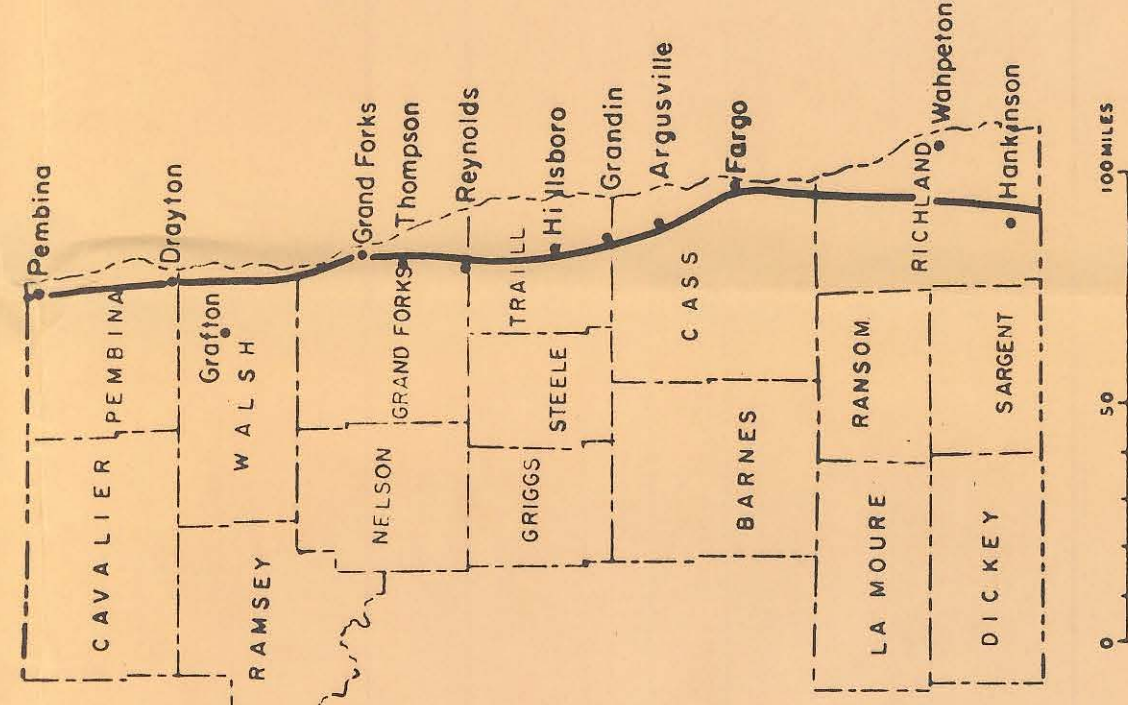 Pembina
Drayton
Grafton
Grand Forks
Thompson
Reynolds
Hillsboro
Grandin
Argusville
Fargo
Wahpeton
Hankinson
CAVALIER
PEMBINA
RAMSEY
WALSH
NELSON
GRAND FORKS
GRIGGS
STEELE
TRAILL
BARNES
CASS
LA MOURE
RANSOM
RICHLAND
DICKEY
SARGENT
0 50 100 MILES